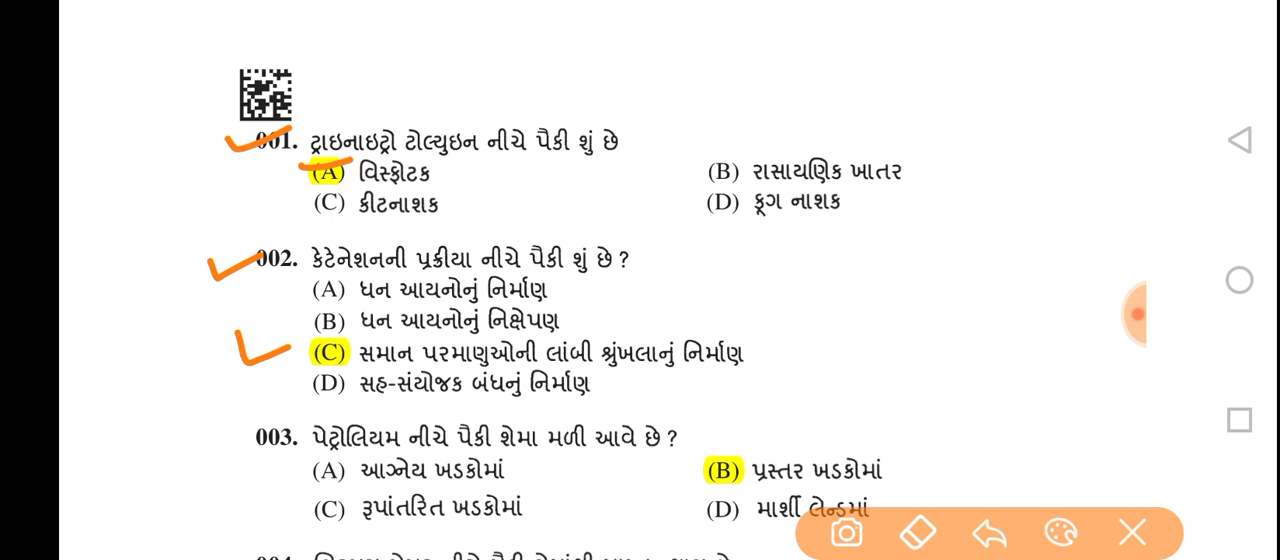 001. ટ્રાઇનાઇટ્રો ટોલ્યુઇન નીચે પૈકી શું છે
(A) વિસ્ફોટક (B) રાસાયણિક ખાતર
(C) કીટનાશક (D) ફૂગ નાશક
002. કેટેનેશનની પ્રક્રીયા નીચે પૈકી શું છે ?
(A) ધન આયનોનું નિર્માણ
(B) ધન આયનોનું નિક્ષેપણ
(C) સમાન પરમાણુઓની લાંબી શ્રુંખલાનું નિર્માણ
(D) સહ-સંયોજક બંધનું નિર્માણ
003. પેટ્રોલિયમ નીચે પૈકી શેમા મળી આવે છે ?
(A) આગ્નેય ખડકોમાં (B) પ્રસ્તર ખડકોમાં
(C) રૂપાંતરિત ખડકોમાં (D) માર્શી લેન્ડમાં